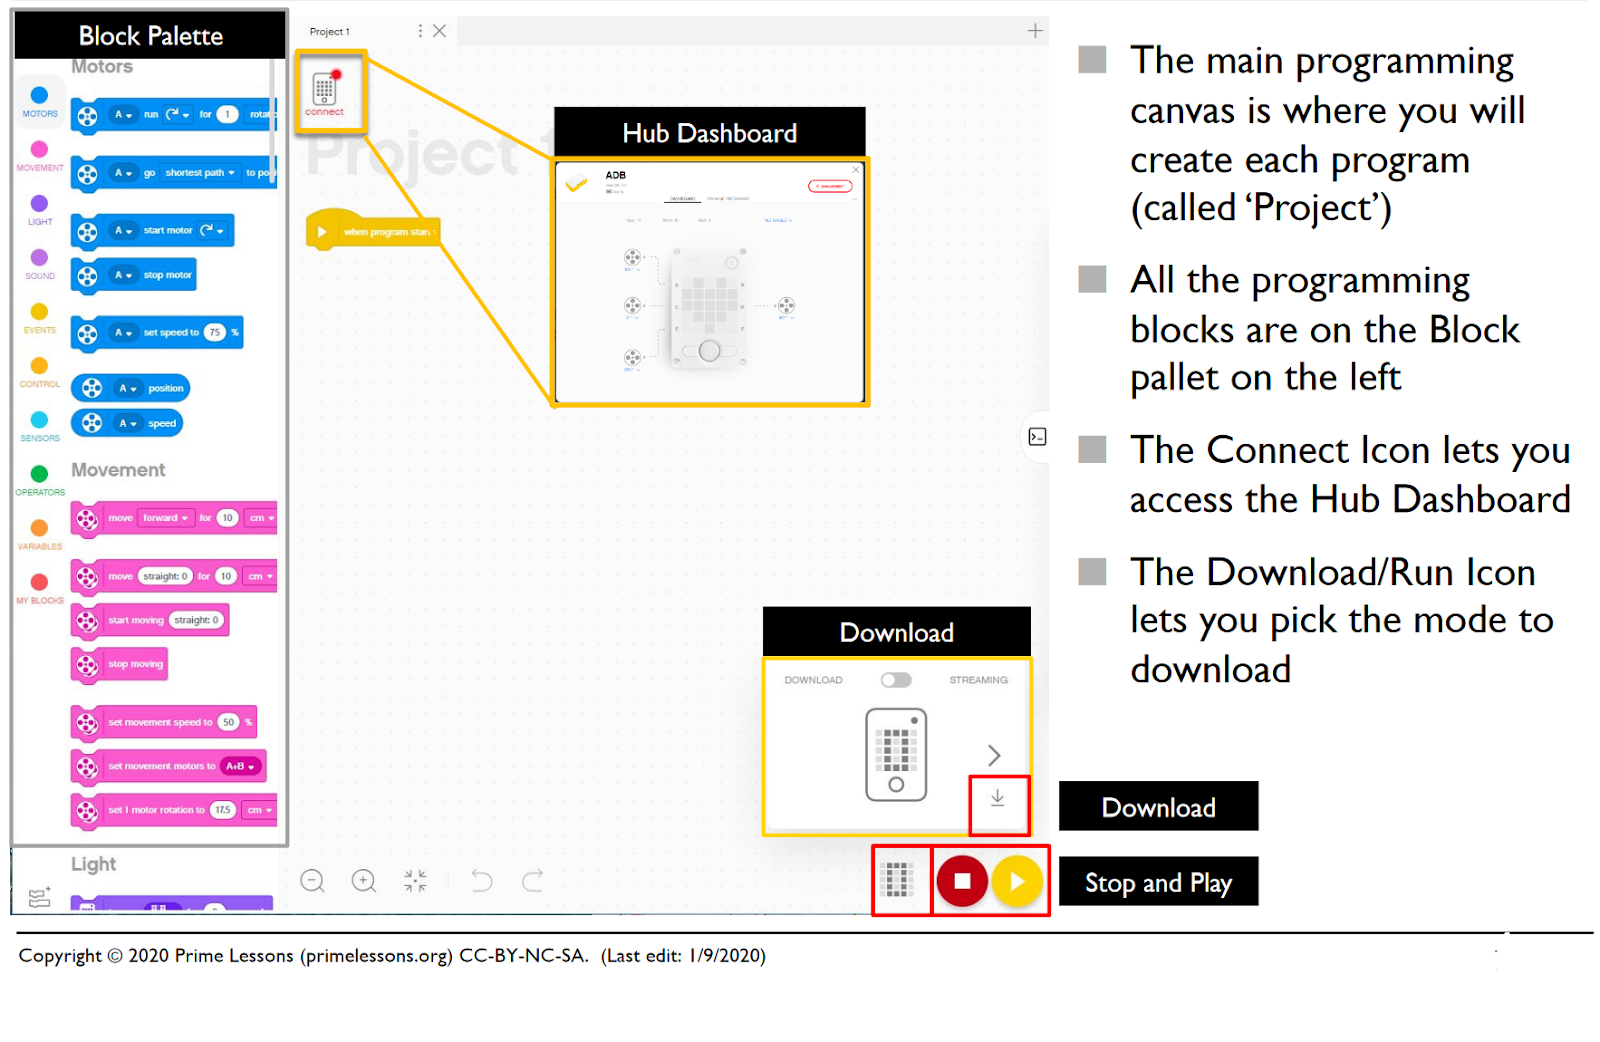 Block Palette
Motors
MOTORS
MOVEMENT
LIGHT
SOUND
EVENTS
CONTROL
SENSORS
OPERATORS
VARIABLES
MY BLOCKS
A run for 1
A go shortest path to
A start motor
A stop motor
A set speed to 75 %
A position
A speed
Movement
move forward for 10 cm
move straight: 0 for 10 cm
start moving straight: 0
stop moving
set movement speed to 50 %
set movement motors to A+B
set 1 motor rotation to 17.5 cm
Light
Project 1
connect
Project 1
when program
Hub Dashboard
ADB
DASHBOARD
A
B
C
D
E
F
Download
DOWNLOAD STREAMING
Download
Stop and Play
The main programming
canvas is where you will
create each program
(called ‘Project’)
All the programming
blocks are on the Block
pallet on the left
The Connect Icon lets you
access the Hub Dashboard
The Download/Run Icon
lets you pick the mode to
download
Copyright © 2020 Prime Lessons (primelessons.org) CC-BY-NC-SA. (Last edit: 1/9/2020)